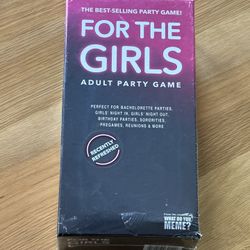 THE BEST-SELLING PARTY GAME!
FOR THE
GIRLS
ADULT PARTY GAME
PERFECT FOR BACHELORETTE PARTIES,
GIRLS' NIGHT IN, GIRLS' NIGHT OUT,
BIRTHDAY PARTIES, SORORITIES,
PREGAMES, REUNIONS & MORE
RECENTLY
REFRESHED
WHAT DO YOU
MEME?
GIRLS